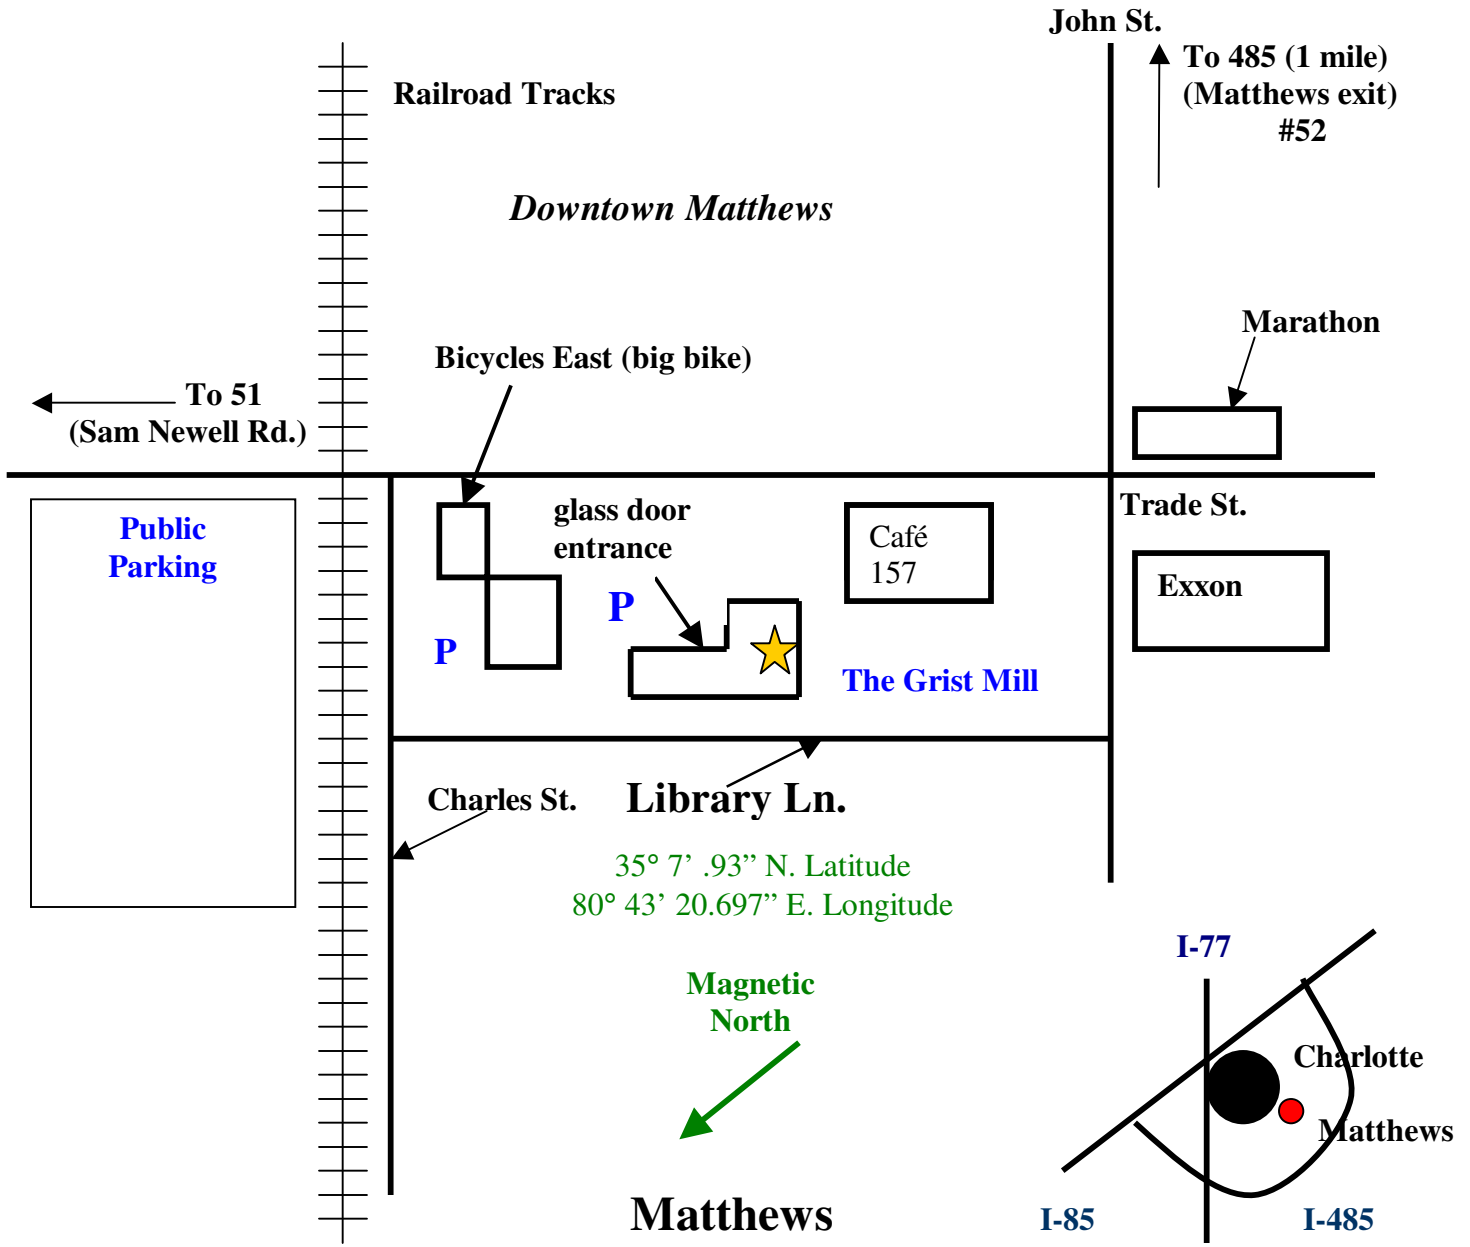 John St.
To 485 (1 mile)
(Matthews exit)
#52
Railroad Tracks
Downtown Matthews
Marathon
Bicycles East (big bike)
To 51
(Sam Newell Rd.)
Trade St.
Public
Parking
glass door
entrance
Café
157
Exxon
P
P
The Grist Mill
Charles St.
Library Ln.
35° 7’ .93” N. Latitude
80° 43’ 20.697” E. Longitude
Magnetic
North
I-77
Charlotte
Matthews
I-85
I-485
Matthews